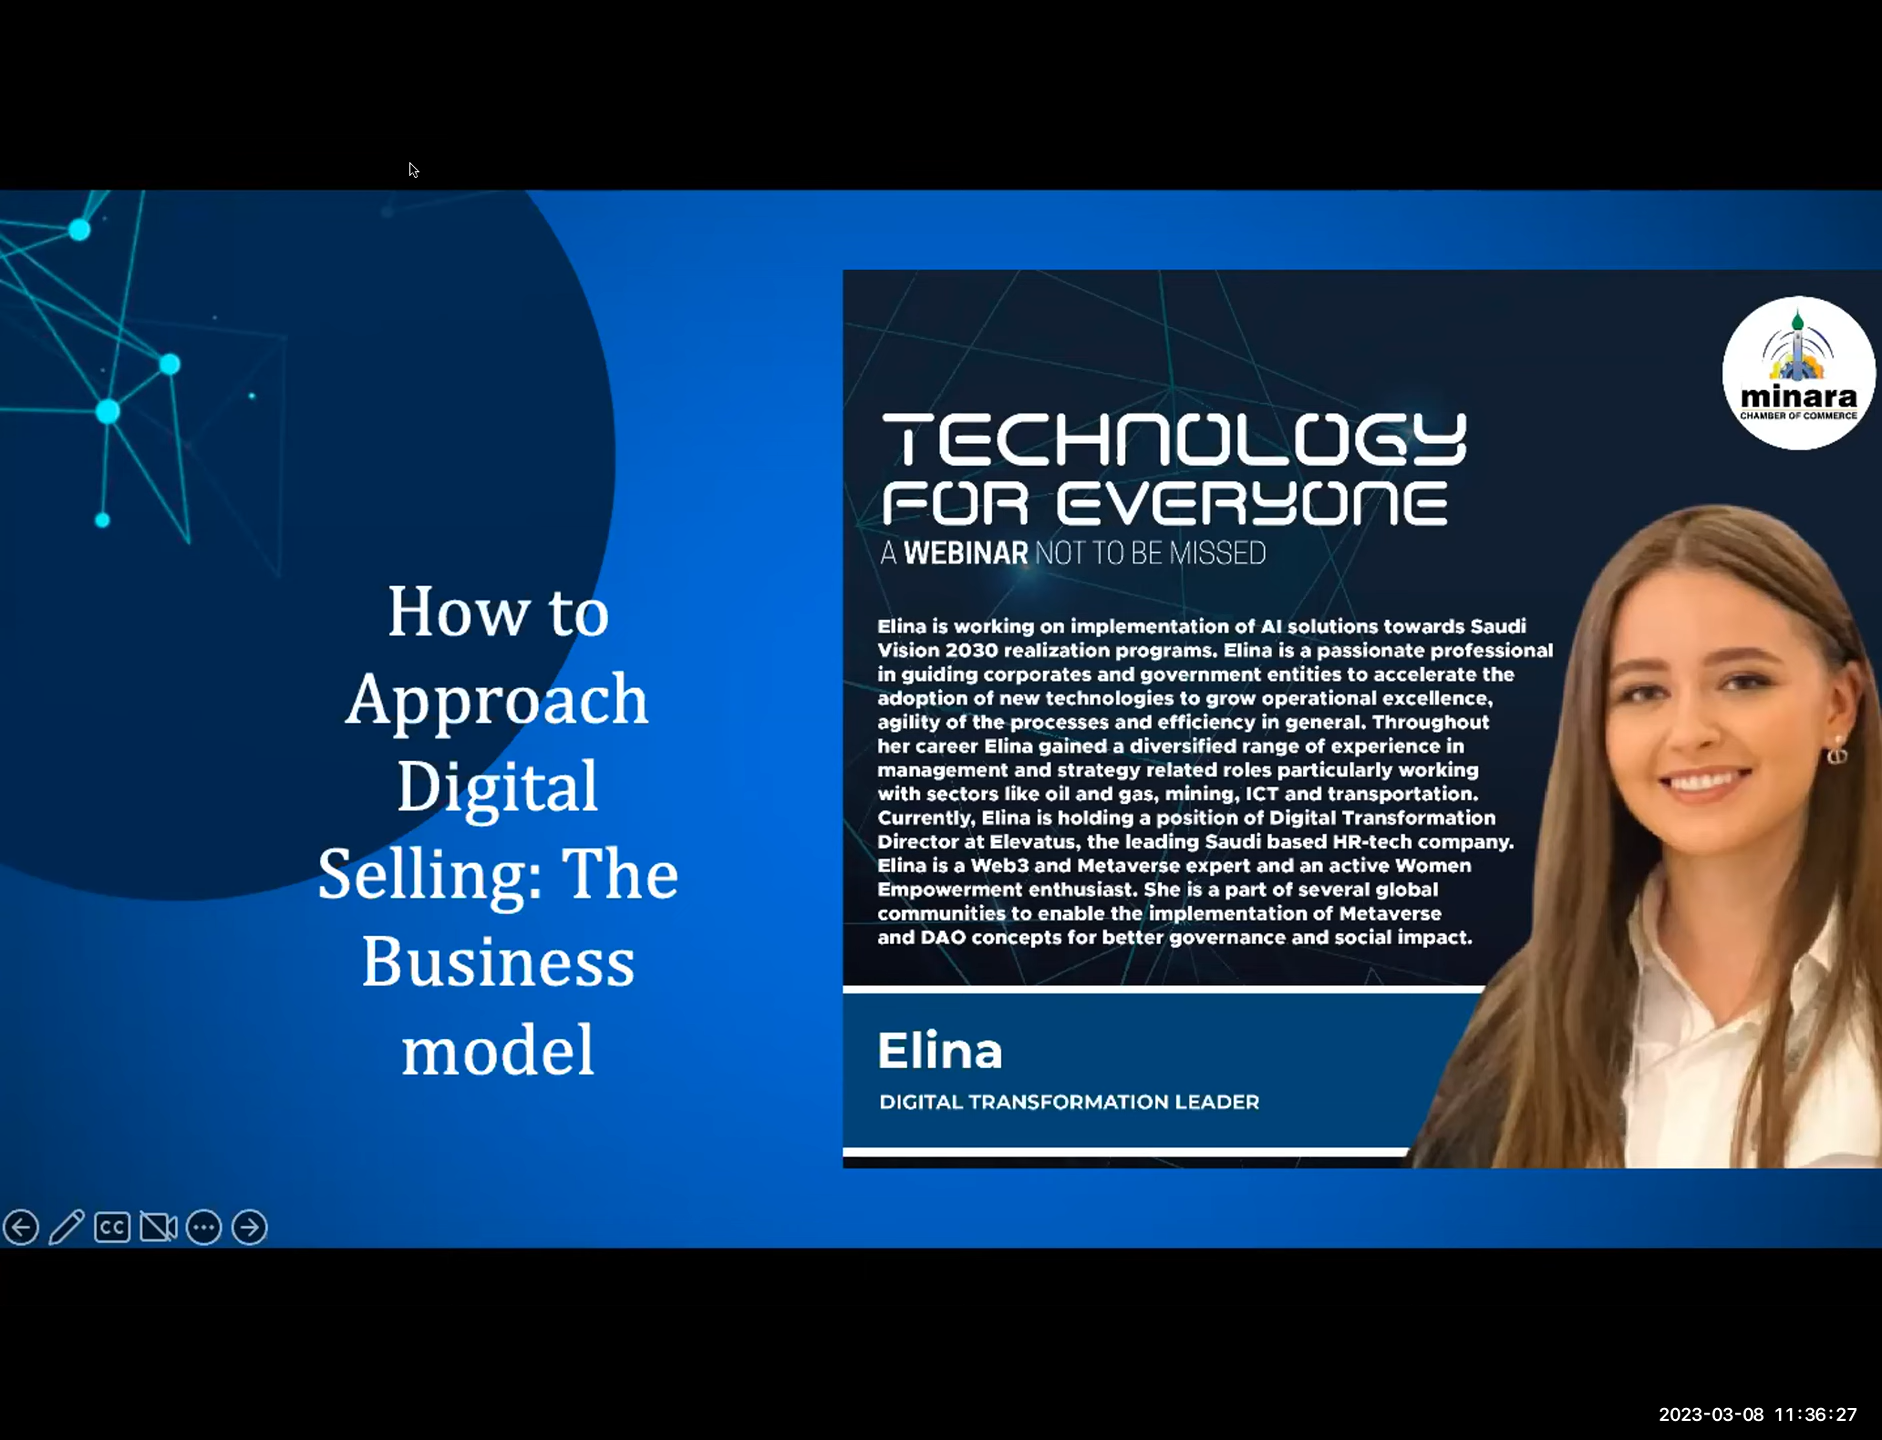 How to
Approach
Digital
Selling: The
Business
model
minara
CHAMBER OF COMMERCE
TECHNOLOGY
FOR EVERYONE
A WEBINAR NOT TO BE MISSED
Elina is working on implementation of AI solutions towards Saudi
Vision 2030 realization programs. Elina is a passionate professional
in guiding corporates and government entities to accelerate the
adoption of new technologies to grow operational excellence,
agility of the processes and efficiency in general. Throughout
her career Elina gained a diversified range of experience in
management and strategy related roles particularly working
with sectors like oil and gas, mining, ICT and transportation.
Currently, Elina is holding a position of Digital Transformation
Director at Elevatus, the leading Saudi based HR-tech company.
Elina is a Web3 and Metaverse expert and an active Women
Empowerment enthusiast. She is a part of several global
communities to enable the implementation of Metaverse
and DAO concepts for better governance and social impact.
Elina
DIGITAL TRANSFORMATION LEADER
CC
2023-03-08 11:36:27